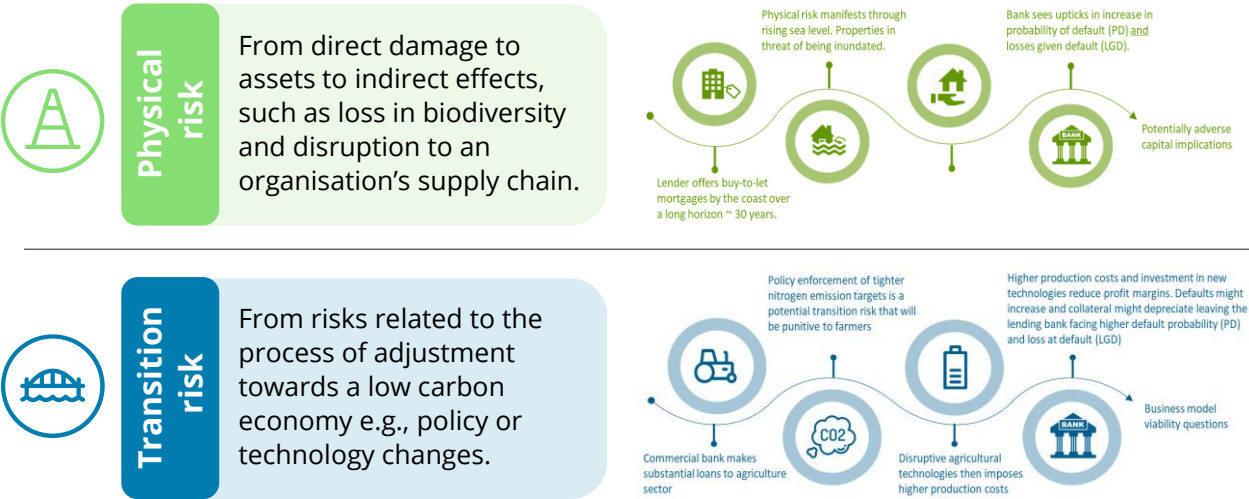 Physical
risk
From direct damage to
assets to indirect effects,
such as loss in biodiversity
and disruption to an
organisation’s supply chain.
Lender offers buy-to-let
mortgages by the coast over
a long horizon ~ 30 years.
Physical risk manifests through
rising sea level. Properties in
threat of being inundated.
Bank sees upticks in increase in
probability of default (PD) and
losses given default (LGD).
BANK
Potentially adverse
capital implications
Transition
risk
From risks related to the
process of adjustment
towards a low carbon
economy e.g., policy or
technology changes.
Commercial bank makes
substantial loans to agriculture
sector
Policy enforcement of tighter
nitrogen emission targets is a
potential transition risk that will
be punitive to farmers
CO2
Disruptive agricultural
technologies then imposes
higher production costs
Higher production costs and investment in new
technologies reduce profit margins. Defaults might
increase and collateral might depreciate leaving the
lending bank facing higher default probability (PD)
and loss at default (LGD)
BANK
Business model
viability questions